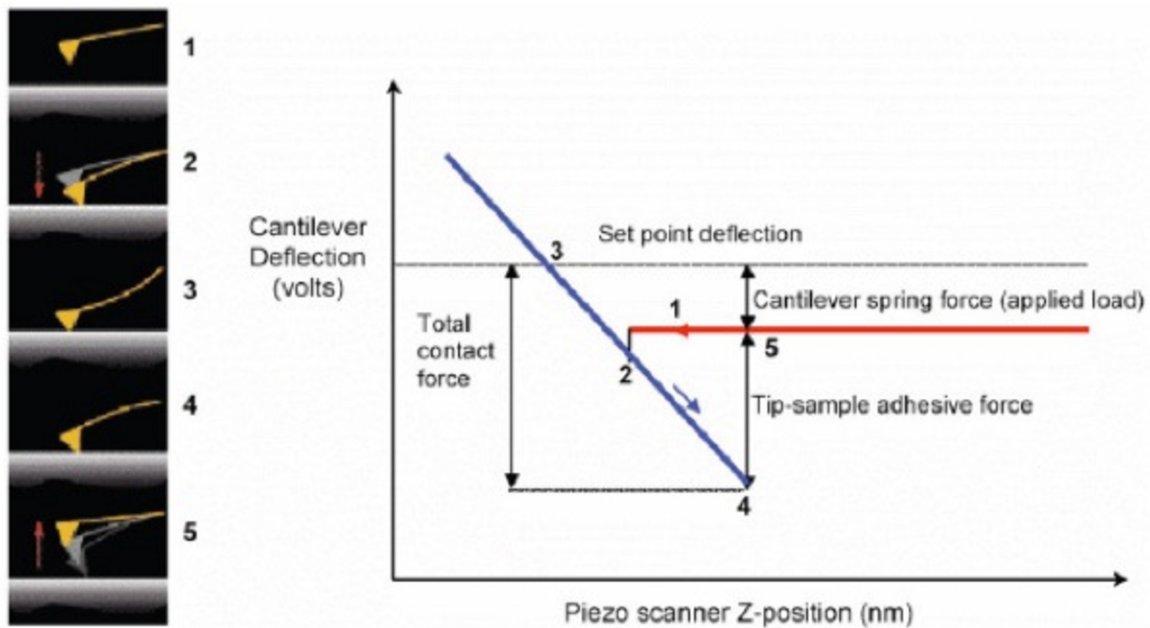 1
2
3
4
5
Cantilever
Deflection
(volts)
Set point deflection
3
Cantilever spring force (applied load)
1
Total
contact
force
5
2
Tip-sample adhesive force
4
Piezo scanner Z-position (nm)